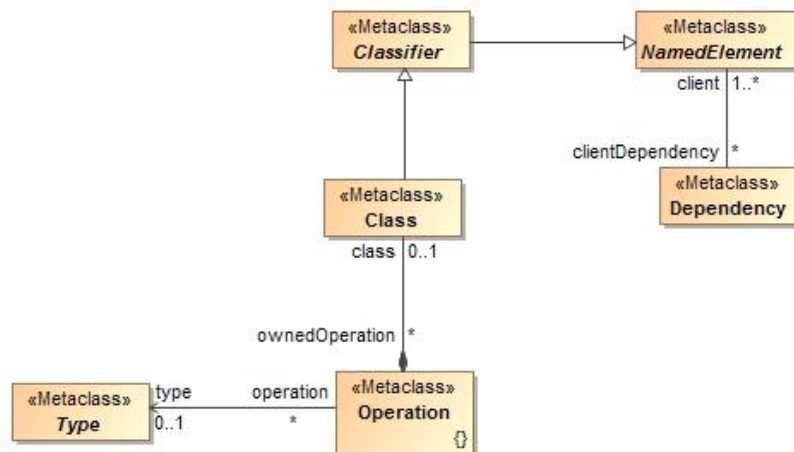 «Metaclass»
Classifier
«Metaclass»
NamedElement
client 1..*
clientDependency *
«Metaclass»
Dependency
«Metaclass»
Class
class 0..1
ownedOperation *
«Metaclass»
Operation
{}
type operation
0..1 *
«Metaclass»
Type